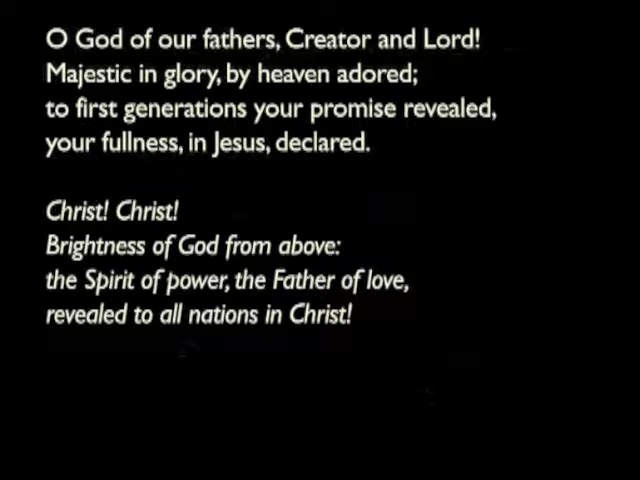 O God of our fathers, Creator and Lord!
Majestic in glory, by heaven adored;
to first generations your promise revealed,
your fullness, in Jesus, declared.
Christ! Christ!
Brightness of God from above:
the Spirit of power, the Father of love,
revealed to all nations in Christ!